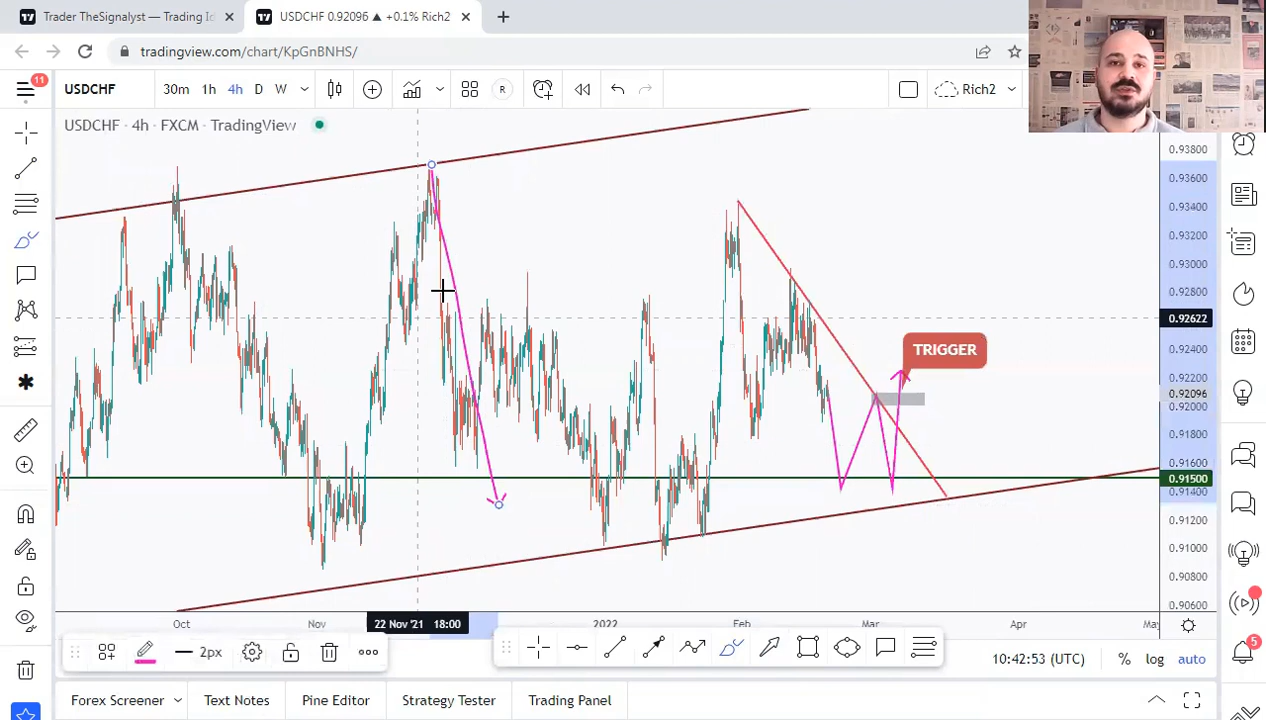 Trader TheSignalyst — Trading Id
USDCHF 0.92096 ▲ +0.1% Rich2
tradingview.com/chart/KpGnBNHS/
11
USDCHF
30m 1h 4h D W
R
Rich2
USDCHF · 4h · FXCM · TradingView
0.93800
0.93600
0.93400
0.93200
0.93000
0.92800
0.92622
0.92400
TRIGGER
0.92200
0.92096
0.92000
0.91800
0.91600
0.91500
0.91400
0.91200
0.91000
0.90800
0.90600
Oct Nov 22 Nov '21 18:00 2022 Feb Mar Apr
2px
10:42:53 (UTC) % log auto
5
Forex Screener Text Notes Pine Editor Strategy Tester Trading Panel